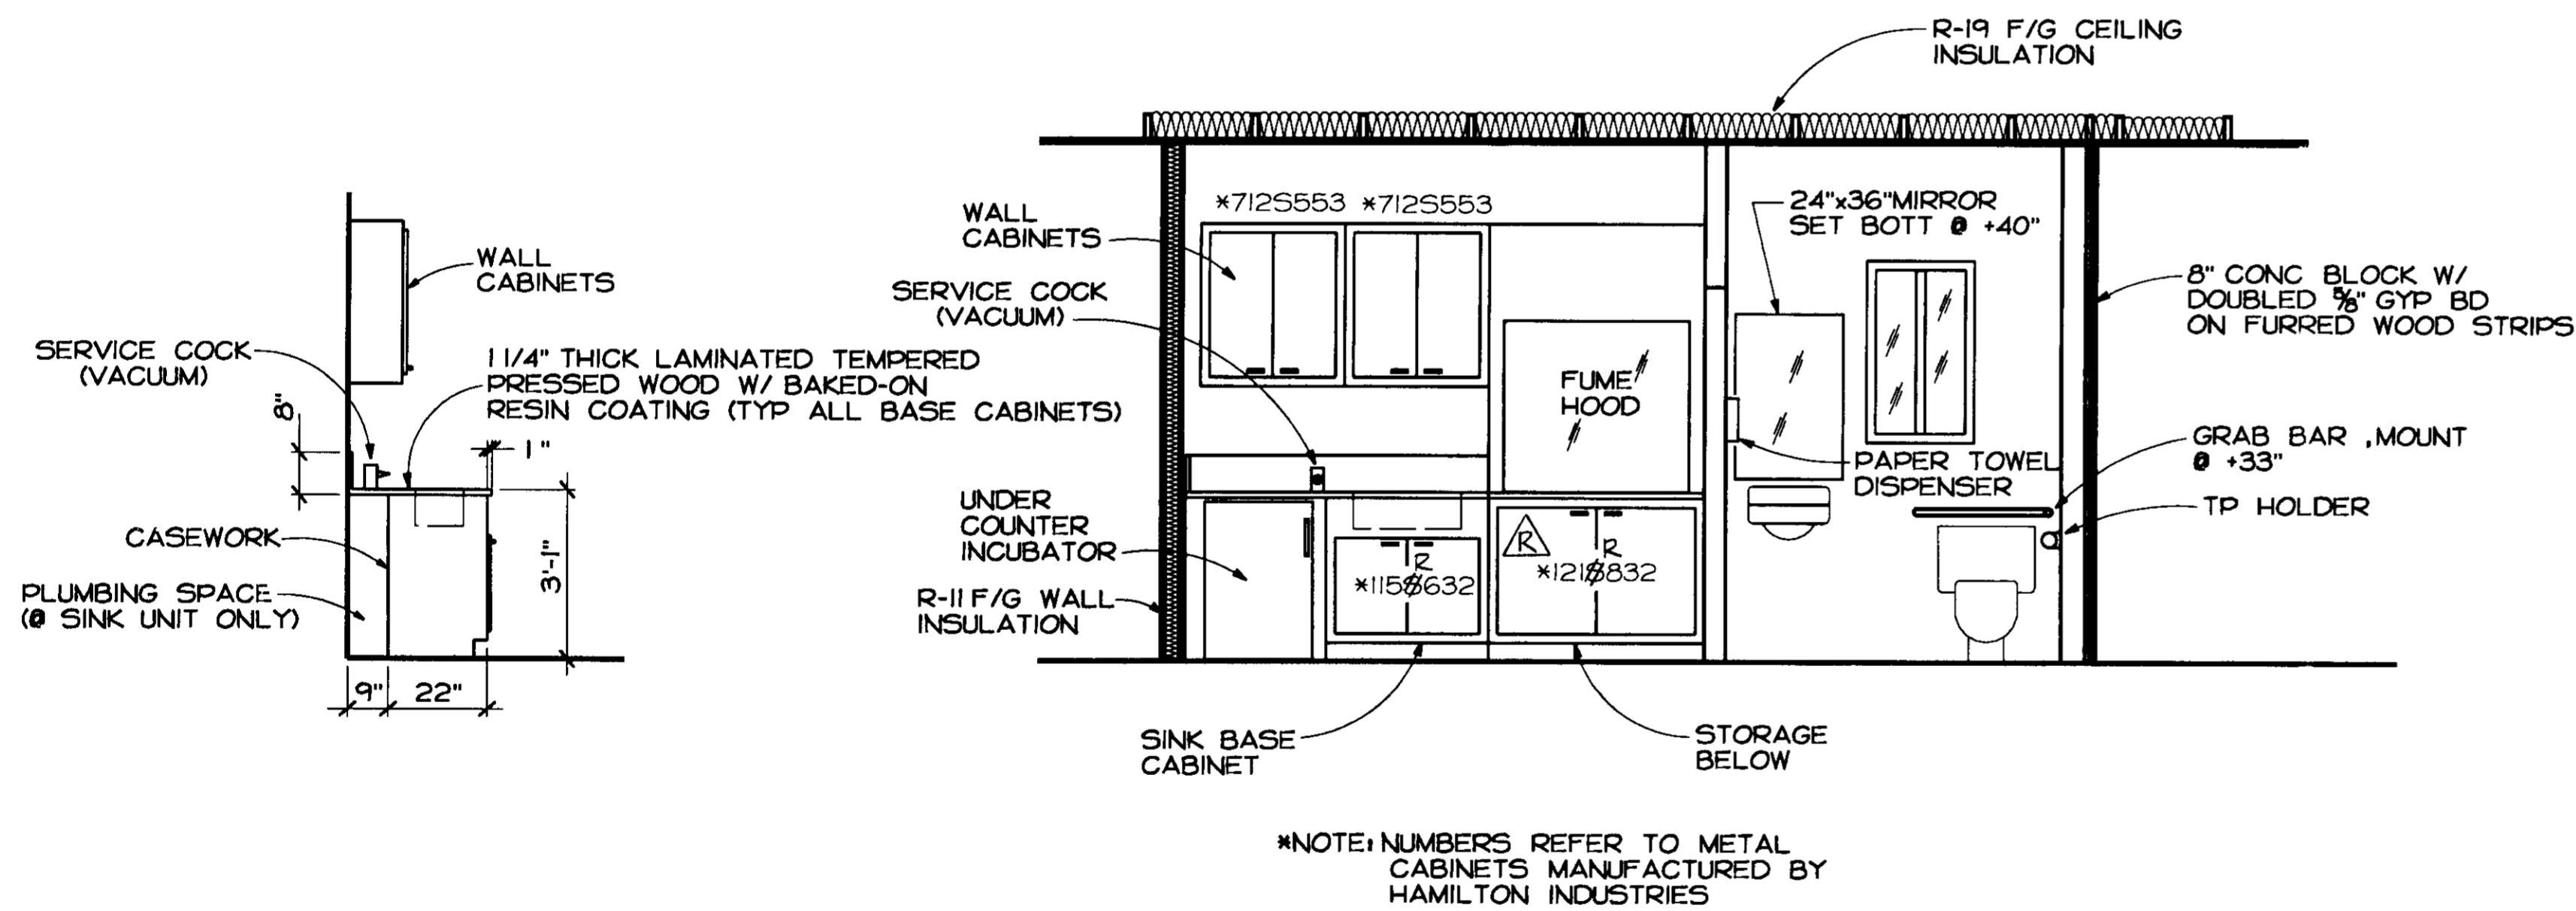 WALL
CABINETS
SERVICE COCK
(VACUUM)
1 1/4" THICK LAMINATED TEMPERED
PRESSED WOOD W/ BAKED-ON
RESIN COATING (TYP ALL BASE CABINETS)
8"
1"
CASEWORK
3'-1"
PLUMBING SPACE
(@ SINK UNIT ONLY)
9"
22"
R-19 F/G CEILING
INSULATION
*712S553
*712S553
WALL
CABINETS
24"x36"MIRROR
SET BOTT @ +40"
SERVICE COCK
(VACUUM)
8" CONC BLOCK W/
DOUBLED 5/8" GYP BD
ON FURRED WOOD STRIPS
FUME
HOOD
GRAB BAR ,MOUNT
@ +33"
PAPER TOWEL
DISPENSER
TP HOLDER
UNDER
COUNTER
INCUBATOR
R
R
R
*115S632
*121S832
R-11 F/G WALL
INSULATION
SINK BASE
CABINET
STORAGE
BELOW
*NOTE: NUMBERS REFER TO METAL
CABINETS MANUFACTURED BY
HAMILTON INDUSTRIES